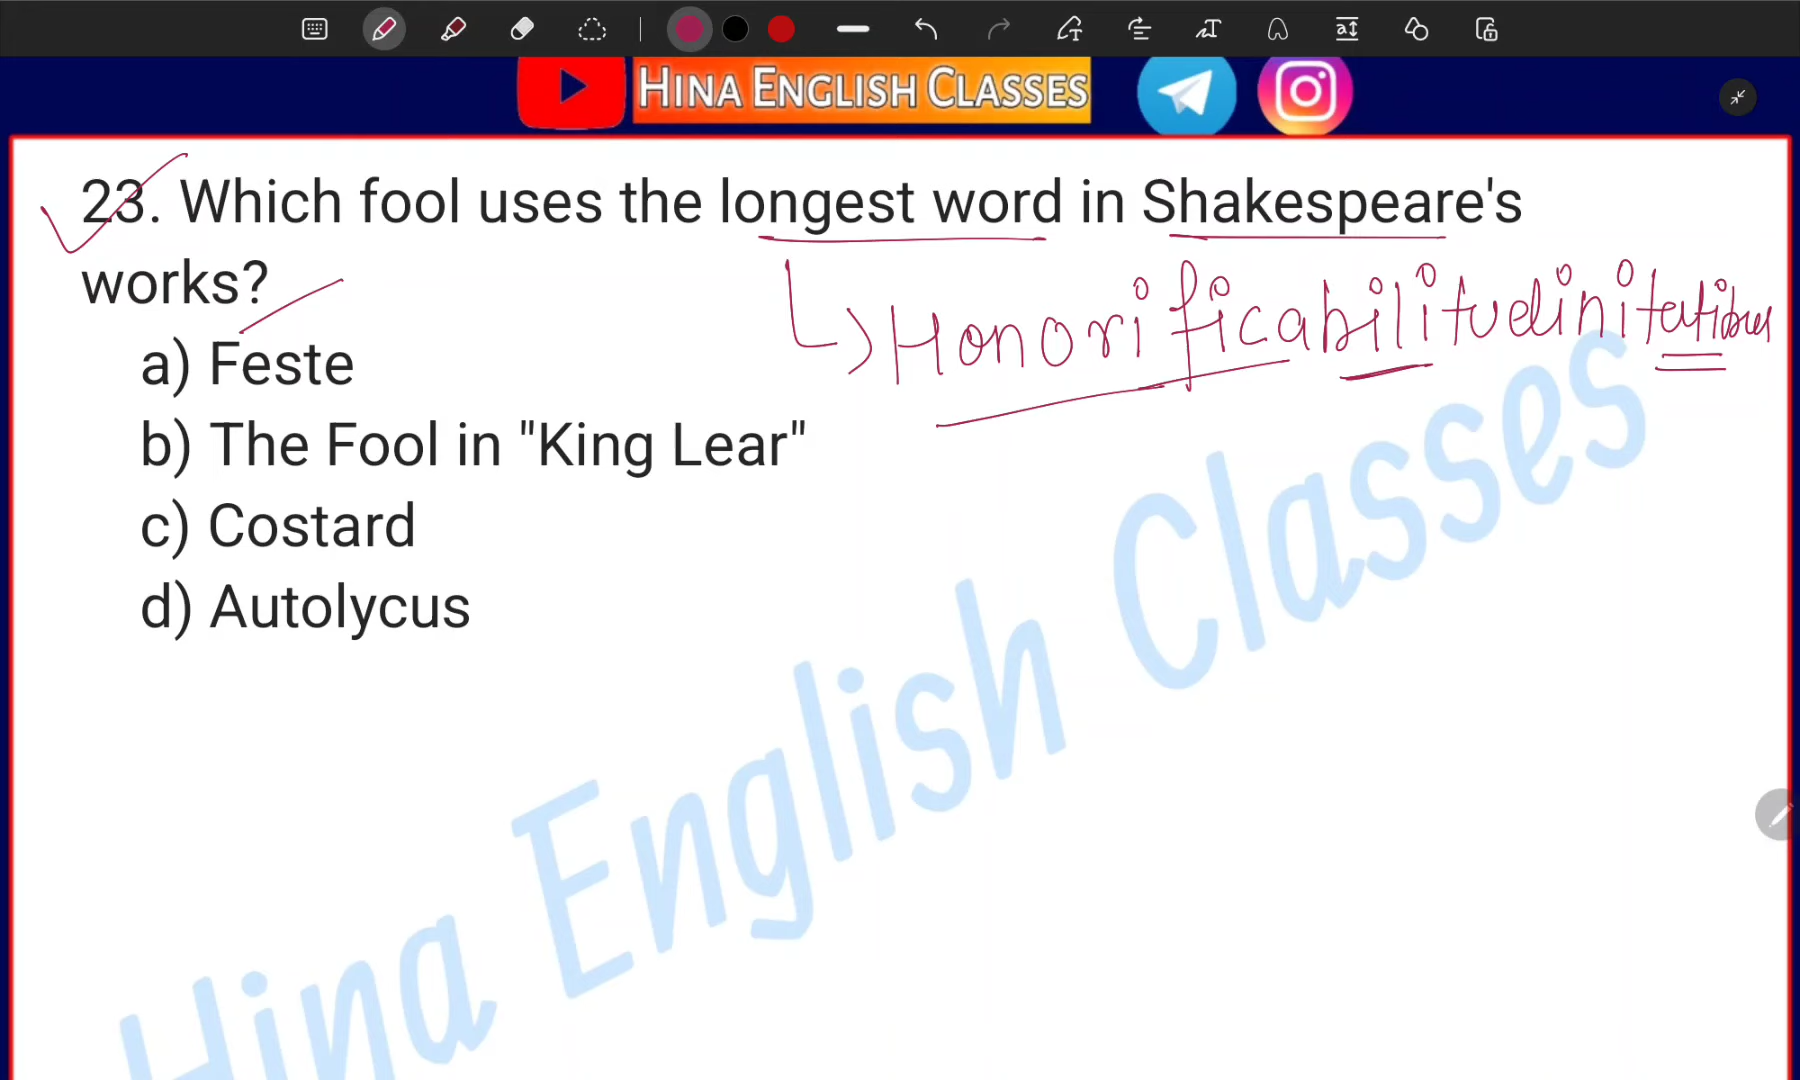 HINA ENGLISH CLASSES
23. Which fool uses the longest word in Shakespeare's
works?
Honorificabilitudinitatibus
a) Feste
b) The Fool in "King Lear"
c) Costard
d) Autolycus
Hina English Classes